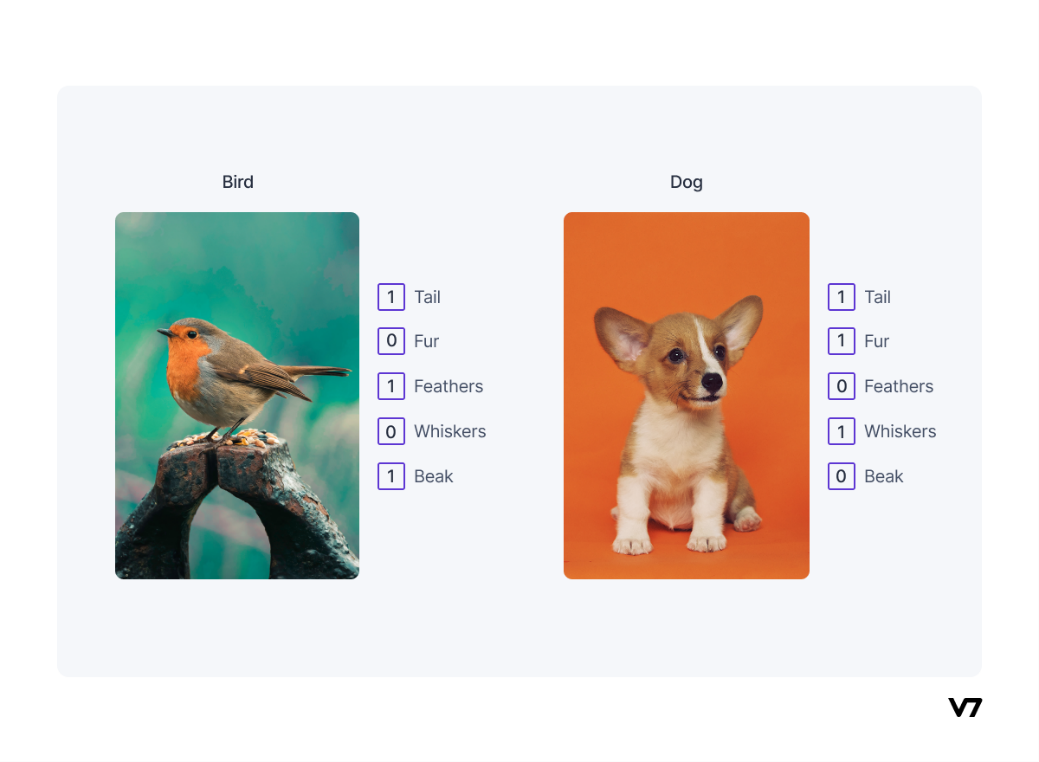 Bird
1 Tail
0 Fur
1 Feathers
0 Whiskers
1 Beak
Dog
1 Tail
1 Fur
0 Feathers
1 Whiskers
0 Beak
V7